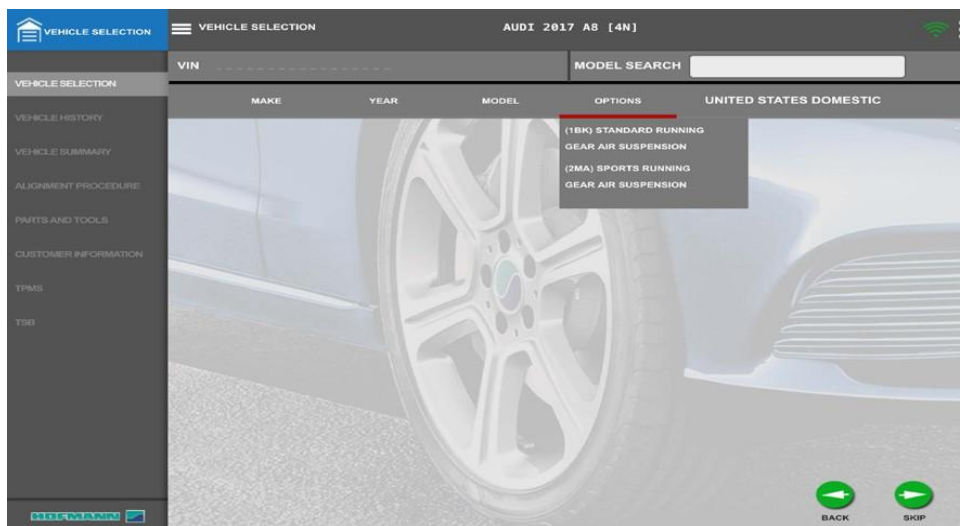 VEHICLE SELECTION
VEHICLE SELECTION
AUDI 2017 A8 [4N]
VIN
MODEL SEARCH
VEHICLE SELECTION
VEHICLE HISTORY
VEHICLE SUMMARY
ALIGNMENT PROCEDURE
PARTS AND TOOLS
CUSTOMER INFORMATION
TPMS
TSB
MAKE YEAR MODEL OPTIONS UNITED STATES DOMESTIC
(1BK) STANDARD RUNNING
GEAR AIR SUSPENSION
(2MA) SPORTS RUNNING
GEAR AIR SUSPENSION
BACK
SKIP
HOFMANN